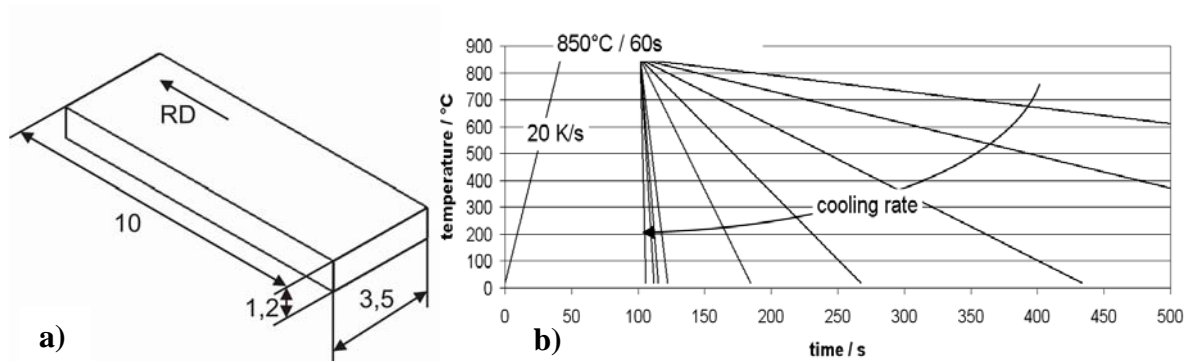 RD
10
1,2
3,5
a)
850°C / 60s
20 K/s
cooling rate
temperature / °C
900
800
700
600
500
400
300
200
100
0
0 50 100 150 200 250 300 350 400 450 500
time / s
b)